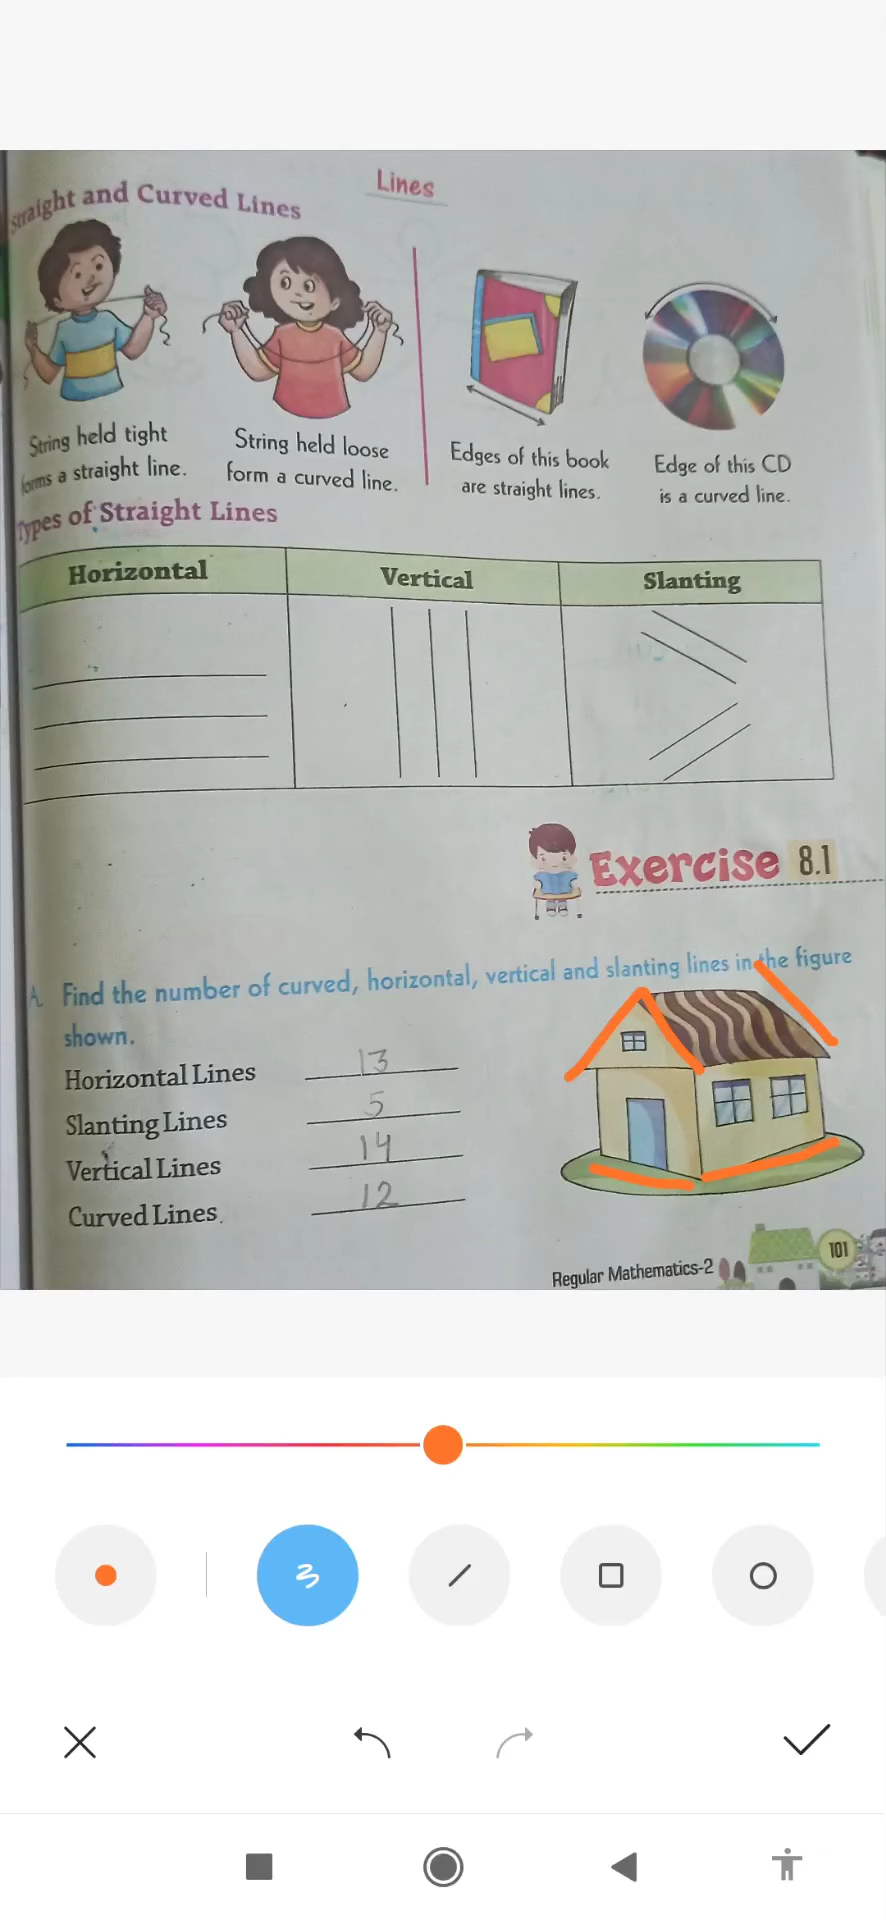 Lines
Straight and Curved Lines
String held tight
forms a straight line.
String held loose
form a curved line.
Edges of this book
are straight lines.
Edge of this CD
is a curved line.
Types of Straight Lines
Horizontal
Vertical
Slanting
Exercise 8.1
A. Find the number of curved, horizontal, vertical and slanting lines in the figure
shown.
Horizontal Lines 13
Slanting Lines 5
Vertical Lines 14
Curved Lines. 12
Regular Mathematics-2
101